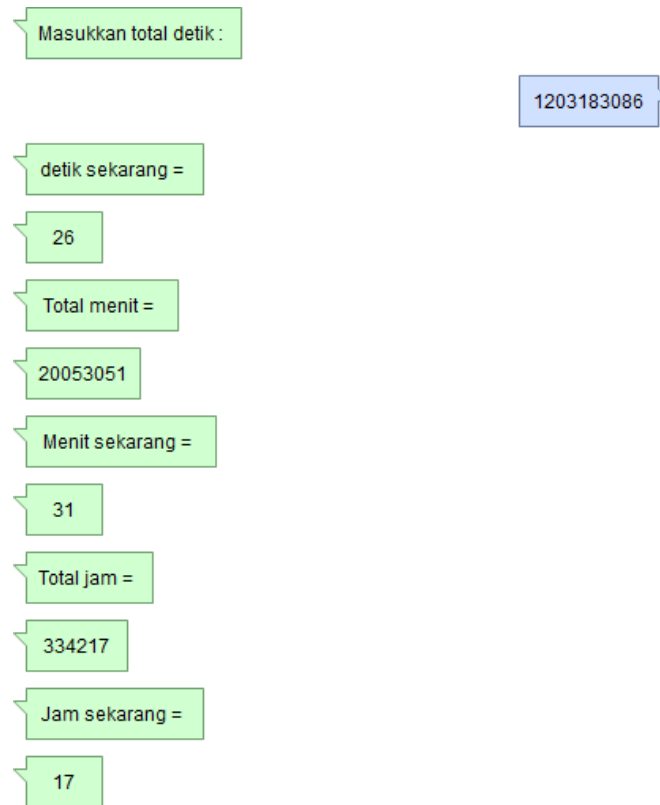 Masukkan total detik :
1203183086
detik sekarang =
26
Total menit =
20053051
Menit sekarang =
31
Total jam =
334217
Jam sekarang =
17